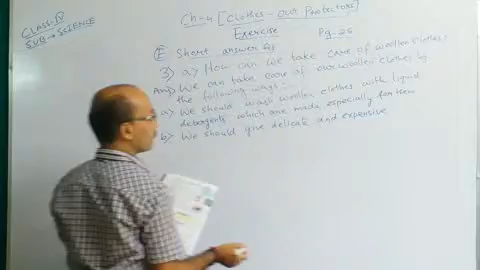 CLASS-IV
SUB → SCIENCE
Ch-4 [Clothes - Our Protectors]
Exercise Pg-26
E Short answer
3) a> How can we take care of woollen clothes?
Ans) We can take care of our woollen clothes by
the following ways:-
a> We should wash woollen clothes with liquid
detergents which are made especially for them
b> We should give delicate and expensive